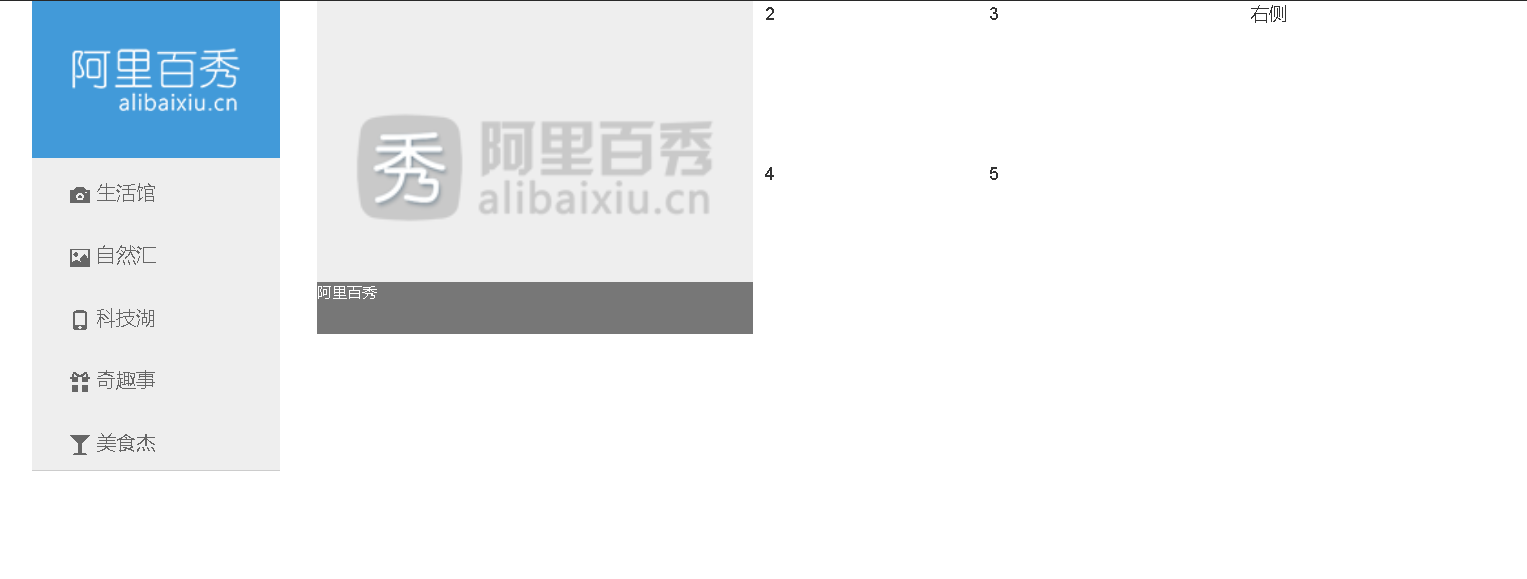 阿里百秀
alibaixiu.cn
生活馆
自然汇
科技湖
奇趣事
美食杰
秀 阿里百秀
alibaixiu.cn
阿里百秀
2
3
4
5
右侧